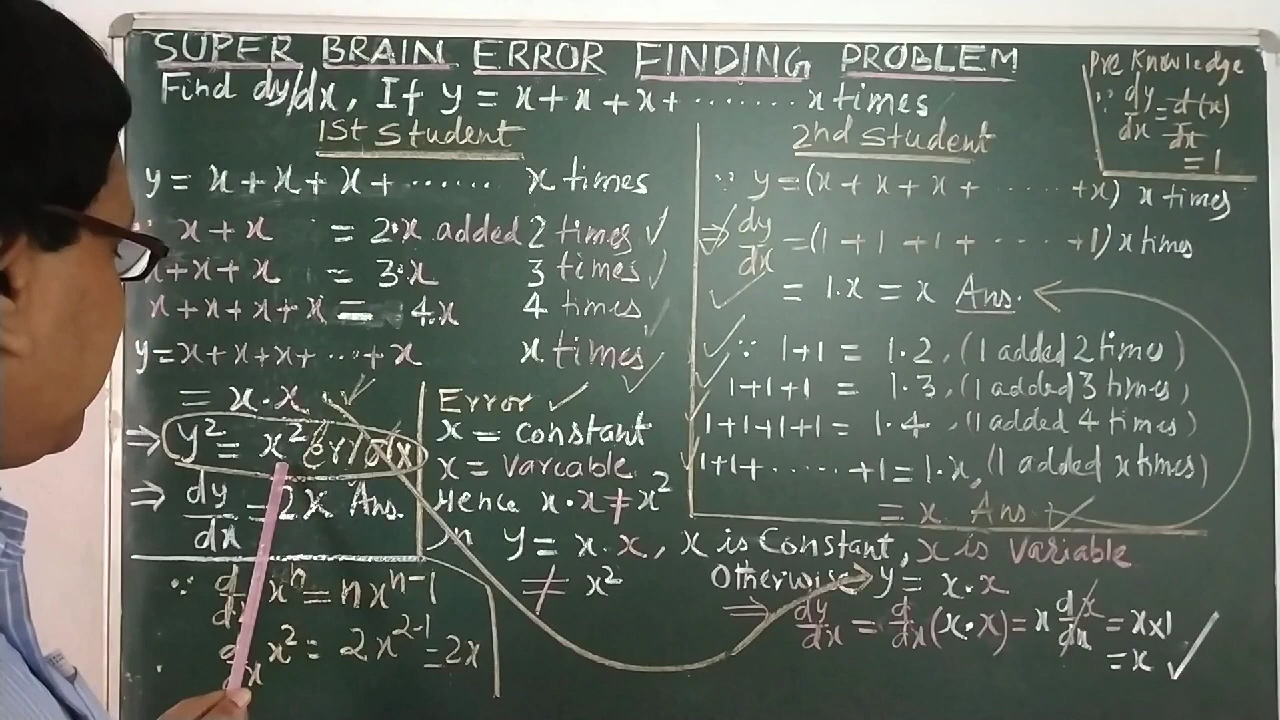 SUPER BRAIN ERROR FINDING PROBLEM
Find dy/dx, If y = x + x + x + ........ x times
Pre Knowledge
∵ dy/dx = d(x)/dx
= 1
1st Student
y = x + x + x + ...... x times
x + x = 2·x added 2 times ✓
x + x + x = 3·x 3 times ✓
x + x + x + x = 4·x 4 times ✓
y = x + x + x + ... + x x times ✓
= x·x ✓
⇒ y² = x² error
⇒ dy/dx = 2x Ans.
∵ d/dx xⁿ = nxⁿ⁻¹
d/dx x² = 2x²⁻¹ = 2x
Error ✓
x = constant
x = variable
Hence x·x ≠ x²
In y = x·x, x is Constant, x is Variable
≠ x²
2nd Student
∵ y = (x + x + x + ...... + x) x times
⇒ dy/dx = (1 + 1 + 1 + ...... + 1) x times
= 1·x = x Ans.
∵ 1+1 = 1·2, (1 added 2 times)
1+1+1 = 1·3, (1 added 3 times)
1+1+1+1 = 1·4, (1 added 4 times)
1+1+......+1 = 1·x, (1 added x times)
= x Ans ✓
Otherwise → y = x·x
⇒ dy/dx = d/dx (x·x) = x dx/dx = x×1
= x ✓